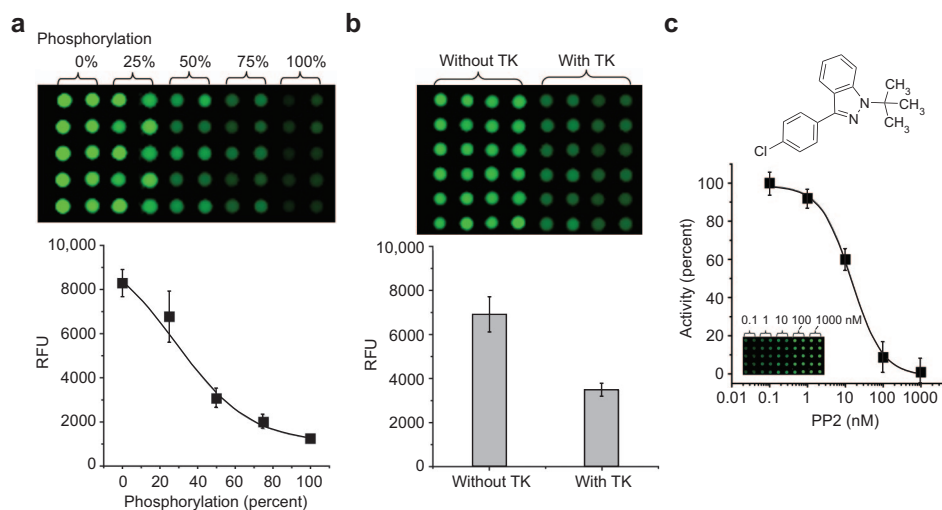 a
Phosphorylation
0% 25% 50% 75% 100%
10,000
8000
6000
4000
2000
0
RFU
0 20 40 60 80 100
Phosphorylation (percent)
b
Without TK With TK
10,000
8000
6000
4000
2000
0
RFU
Without TK With TK
c
CH3
N CH3
N CH3
Cl
100
80
60
40
20
0
Activity (percent)
0.1 1 10 100 1000 nM
0.01 0.1 1 10 100 1000
PP2 (nM)